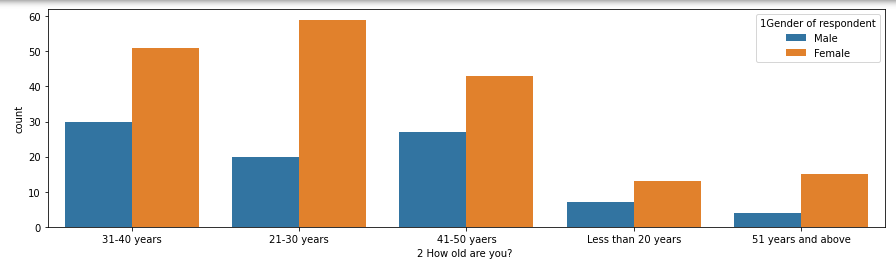 1Gender of respondent
Male
Female
count
60
50
40
30
20
10
0
31-40 years
21-30 years
41-50 yaers
Less than 20 years
51 years and above
2 How old are you?